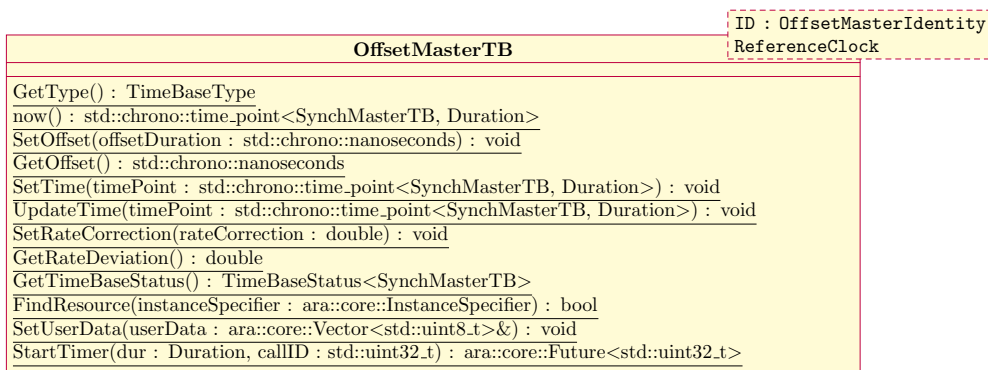 ID : OffsetMasterIdentity
ReferenceClock
OffsetMasterTB
GetType() : TimeBaseType
now() : std::chrono::time_point<SynchMasterTB, Duration>
SetOffset(offsetDuration : std::chrono::nanoseconds) : void
GetOffset() : std::chrono::nanoseconds
SetTime(timePoint : std::chrono::time_point<SynchMasterTB, Duration>) : void
UpdateTime(timePoint : std::chrono::time_point<SynchMasterTB, Duration>) : void
SetRateCorrection(rateCorrection : double) : void
GetRateDeviation() : double
GetTimeBaseStatus() : TimeBaseStatus<SynchMasterTB>
FindResource(instanceSpecifier : ara::core::InstanceSpecifier) : bool
SetUserData(userData : ara::core::Vector<std::uint8_t>&) : void
StartTimer(dur : Duration, callID : std::uint32_t) : ara::core::Future<std::uint32_t>